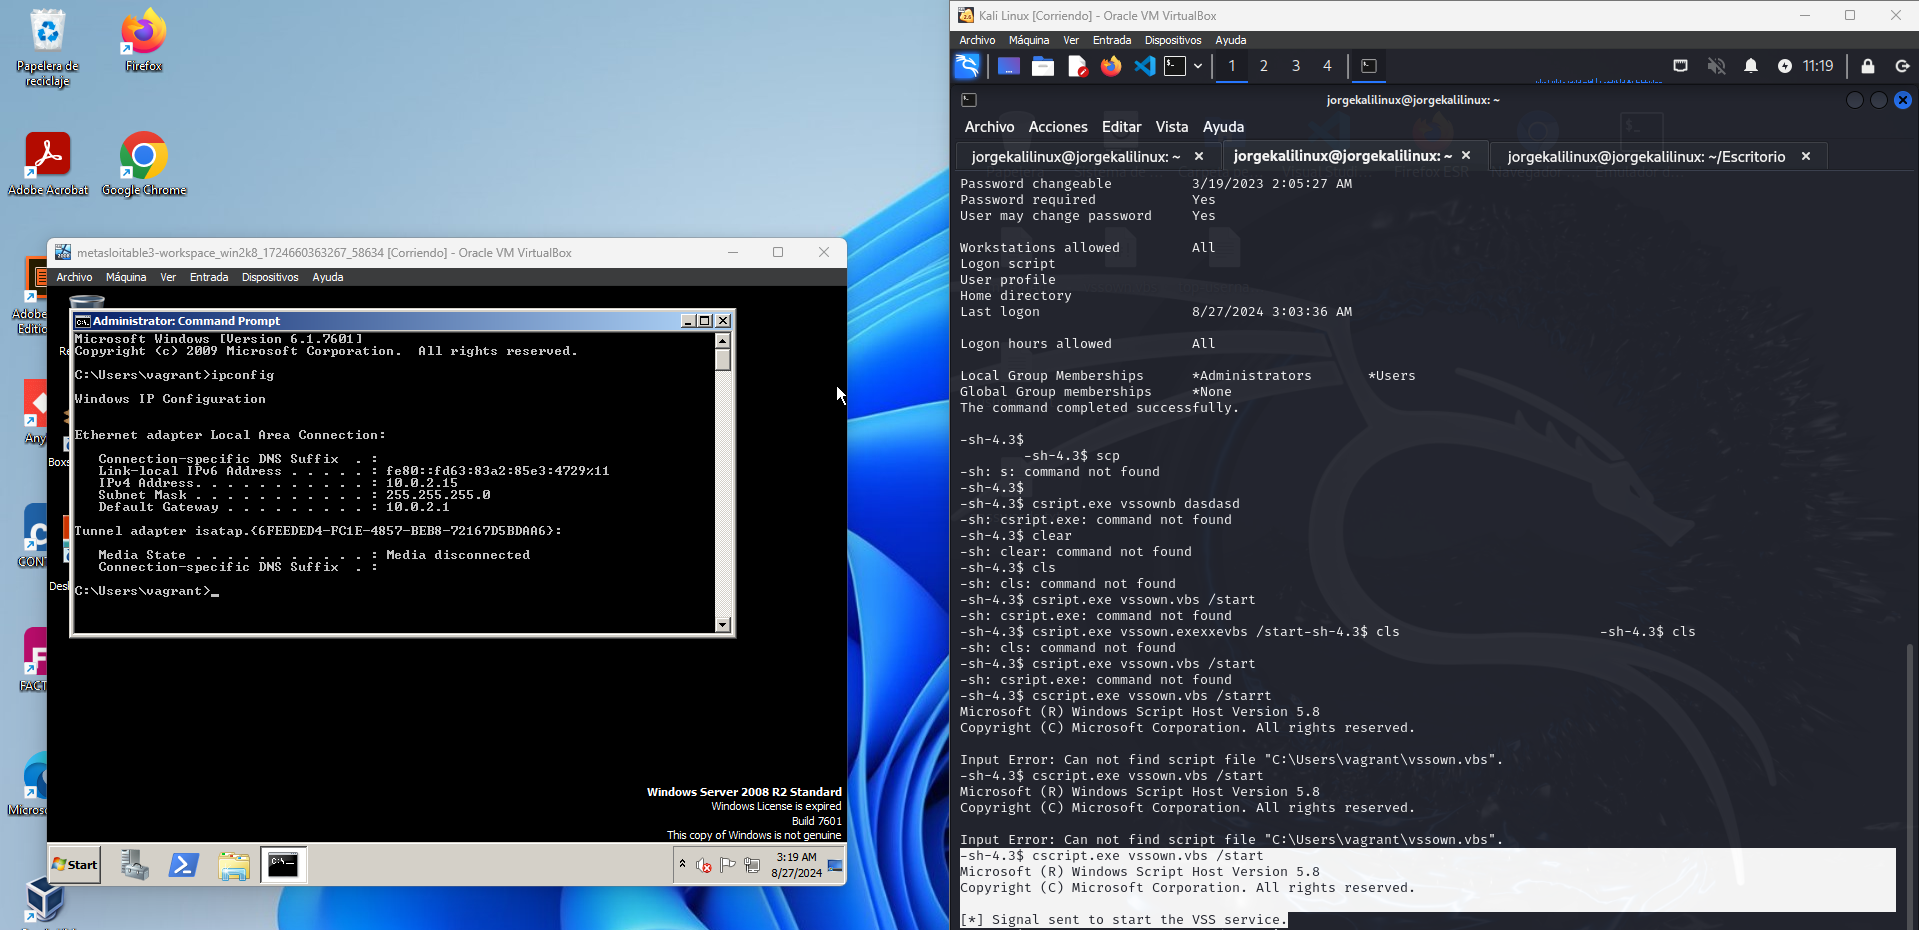 Papelera de
reciclaje
Firefox
Adobe Acrobat
Google Chrome
Adobe
Editio
Any
CON
FACT
Micros
Boxs
Desl
metasloitable3-workspace_win2k8_1724660363267_58634 [Corriendo] - Oracle VM VirtualBox
Archivo Máquina Ver Entrada Dispositivos Ayuda
Administrator: Command Prompt
Microsoft Windows [Version 6.1.7601]
Copyright (c) 2009 Microsoft Corporation.  All rights reserved.
C:\Users\vagrant>ipconfig
Windows IP Configuration
Ethernet adapter Local Area Connection:
Connection-specific DNS Suffix  . :
Link-local IPv6 Address . . . . . : fe80::fd63:83a2:85e3:4729%11
IPv4 Address. . . . . . . . . . . : 10.0.2.15
Subnet Mask . . . . . . . . . . . : 255.255.255.0
Default Gateway . . . . . . . . . : 10.0.2.1
Tunnel adapter isatap.{6FEEDED4-FC1E-4857-BEB8-72167D5BDAA6}:
Media State . . . . . . . . . . . : Media disconnected
Connection-specific DNS Suffix  . :
C:\Users\vagrant>_
Windows Server 2008 R2 Standard
Windows License is expired
Build 7601
This copy of Windows is not genuine
Start
3:19 AM
8/27/2024
Kali Linux [Corriendo] - Oracle VM VirtualBox
Archivo Máquina Ver Entrada Dispositivos Ayuda
1 2 3 4
11:19
jorgekalilinux@jorgekalilinux: ~
Archivo Acciones Editar Vista Ayuda
jorgekalilinux@jorgekalilinux: ~ jorgekalilinux@jorgekalilinux: ~ jorgekalilinux@jorgekalilinux: ~/Escritorio
Password changeable 3/19/2023 2:05:27 AM
Password required Yes
User may change password Yes
Workstations allowed All
Logon script
User profile
Home directory
Last logon 8/27/2024 3:03:36 AM
Logon hours allowed All
Local Group Memberships *Administrators *Users
Global Group memberships *None
The command completed successfully.
-sh-4.3$
-sh-4.3$ scp
-sh: s: command not found
-sh-4.3$
-sh-4.3$ csript.exe vssownb dasdasd
-sh: csript.exe: command not found
-sh-4.3$ clear
-sh: clear: command not found
-sh-4.3$ cls
-sh: cls: command not found
-sh-4.3$ csript.exe vssown.vbs /start
-sh: csript.exe: command not found
-sh-4.3$ csript.exe vssown.exexxevbs /start-sh-4.3$ cls -sh-4.3$ cls
-sh: cls: command not found
-sh-4.3$ csript.exe vssown.vbs /start
-sh: csript.exe: command not found
-sh-4.3$ cscript.exe vssown.vbs /starrt
Microsoft (R) Windows Script Host Version 5.8
Copyright (C) Microsoft Corporation. All rights reserved.
Input Error: Can not find script file "C:\Users\vagrant\vssown.vbs".
-sh-4.3$ cscript.exe vssown.vbs /start
Microsoft (R) Windows Script Host Version 5.8
Copyright (C) Microsoft Corporation. All rights reserved.
Input Error: Can not find script file "C:\Users\vagrant\vssown.vbs".
-sh-4.3$ cscript.exe vssown.vbs /start
Microsoft (R) Windows Script Host Version 5.8
Copyright (C) Microsoft Corporation. All rights reserved.
[*] Signal sent to start the VSS service.